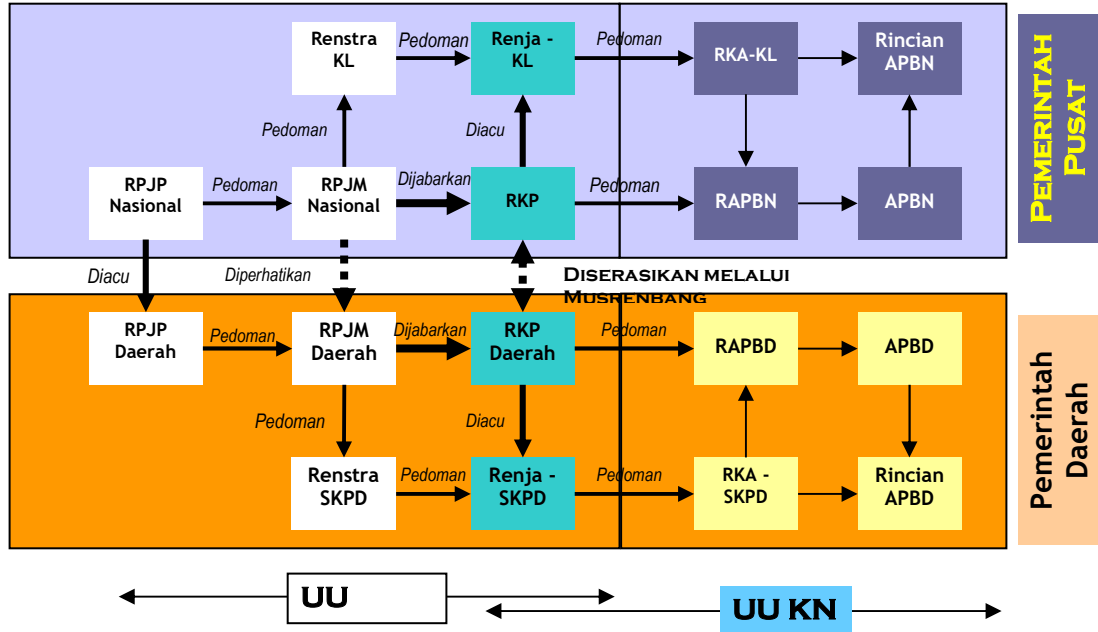 Renstra
KL
Pedoman
Renja -
KL
Pedoman
RKA-KL
Rincian
APBN
Pedoman
Diacu
RPJP
Nasional
Pedoman
RPJM
Nasional
Dijabarkan
RKP
Pedoman
RAPBN
APBN
PEMERINTAH
PUSAT
Diacu
Diperhatikan
DISERASIKAN MELALUI
MUSRENBANG
RPJP
Daerah
Pedoman
RPJM
Daerah
Dijabarkan
RKP
Daerah
Pedoman
RAPBD
APBD
Pedoman
Diacu
Renstra
SKPD
Pedoman
Renja -
SKPD
Pedoman
RKA -
SKPD
Rincian
APBD
Pemerintah
Daerah
UU
UU KN